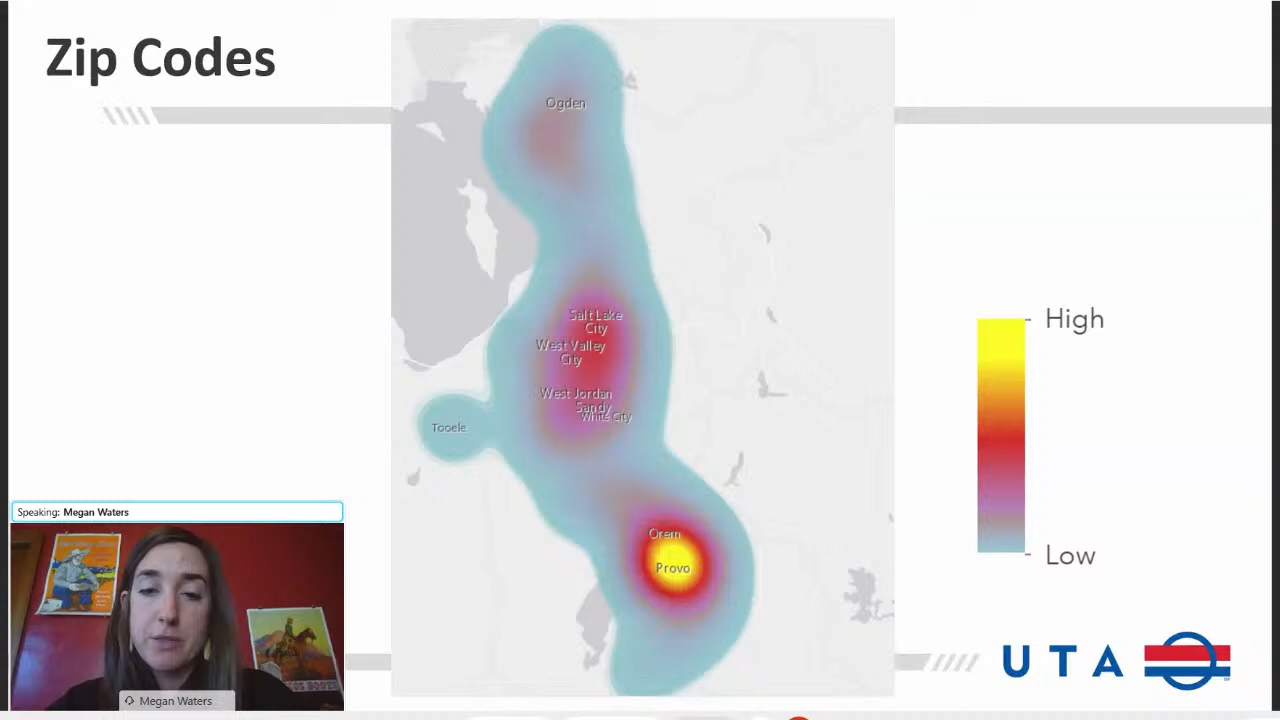 Zip Codes
Ogden
Salt Lake
City
West Valley
City
West Jordan
Sandy
White City
Tooele
Orem
Provo
High
Low
Speaking: Megan Waters
Megan Waters
UTA